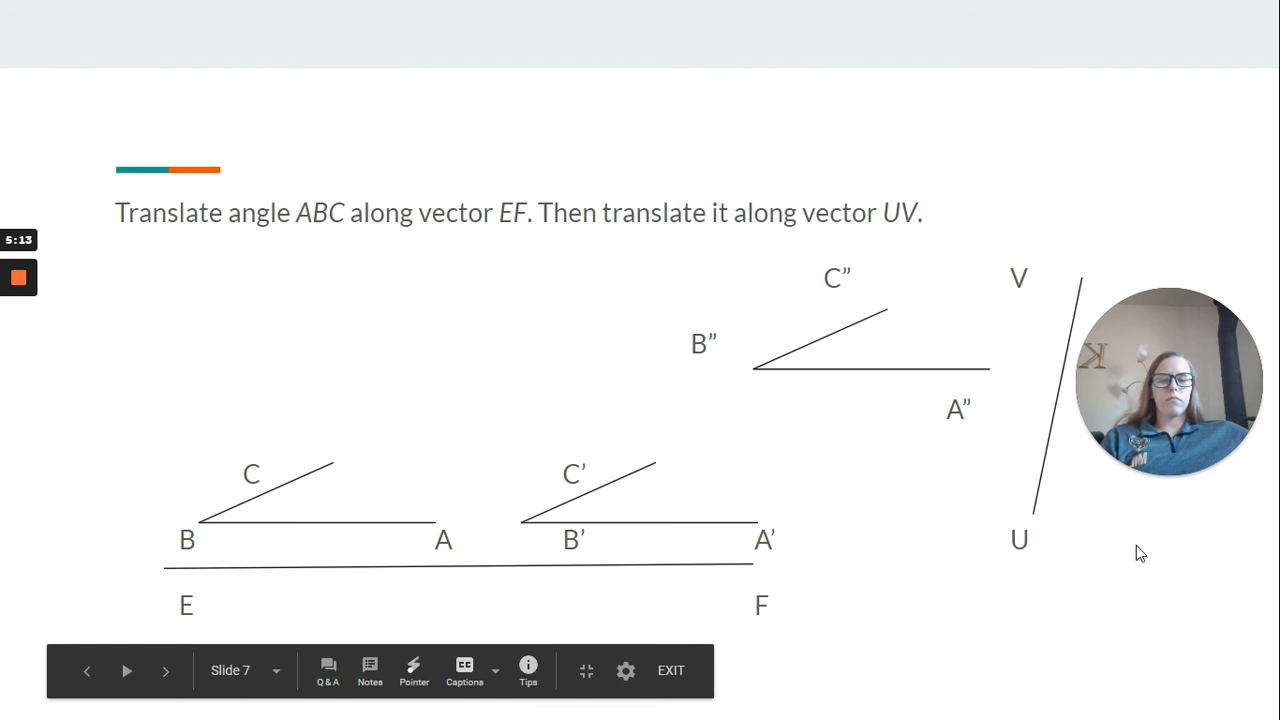 Translate angle ABC along vector EF. Then translate it along vector UV.
5:13
C” V
B”
A”
C C’
B A B’ A’ U
E F
Slide 7 Q & A Notes Pointer Captions Tips EXIT
K